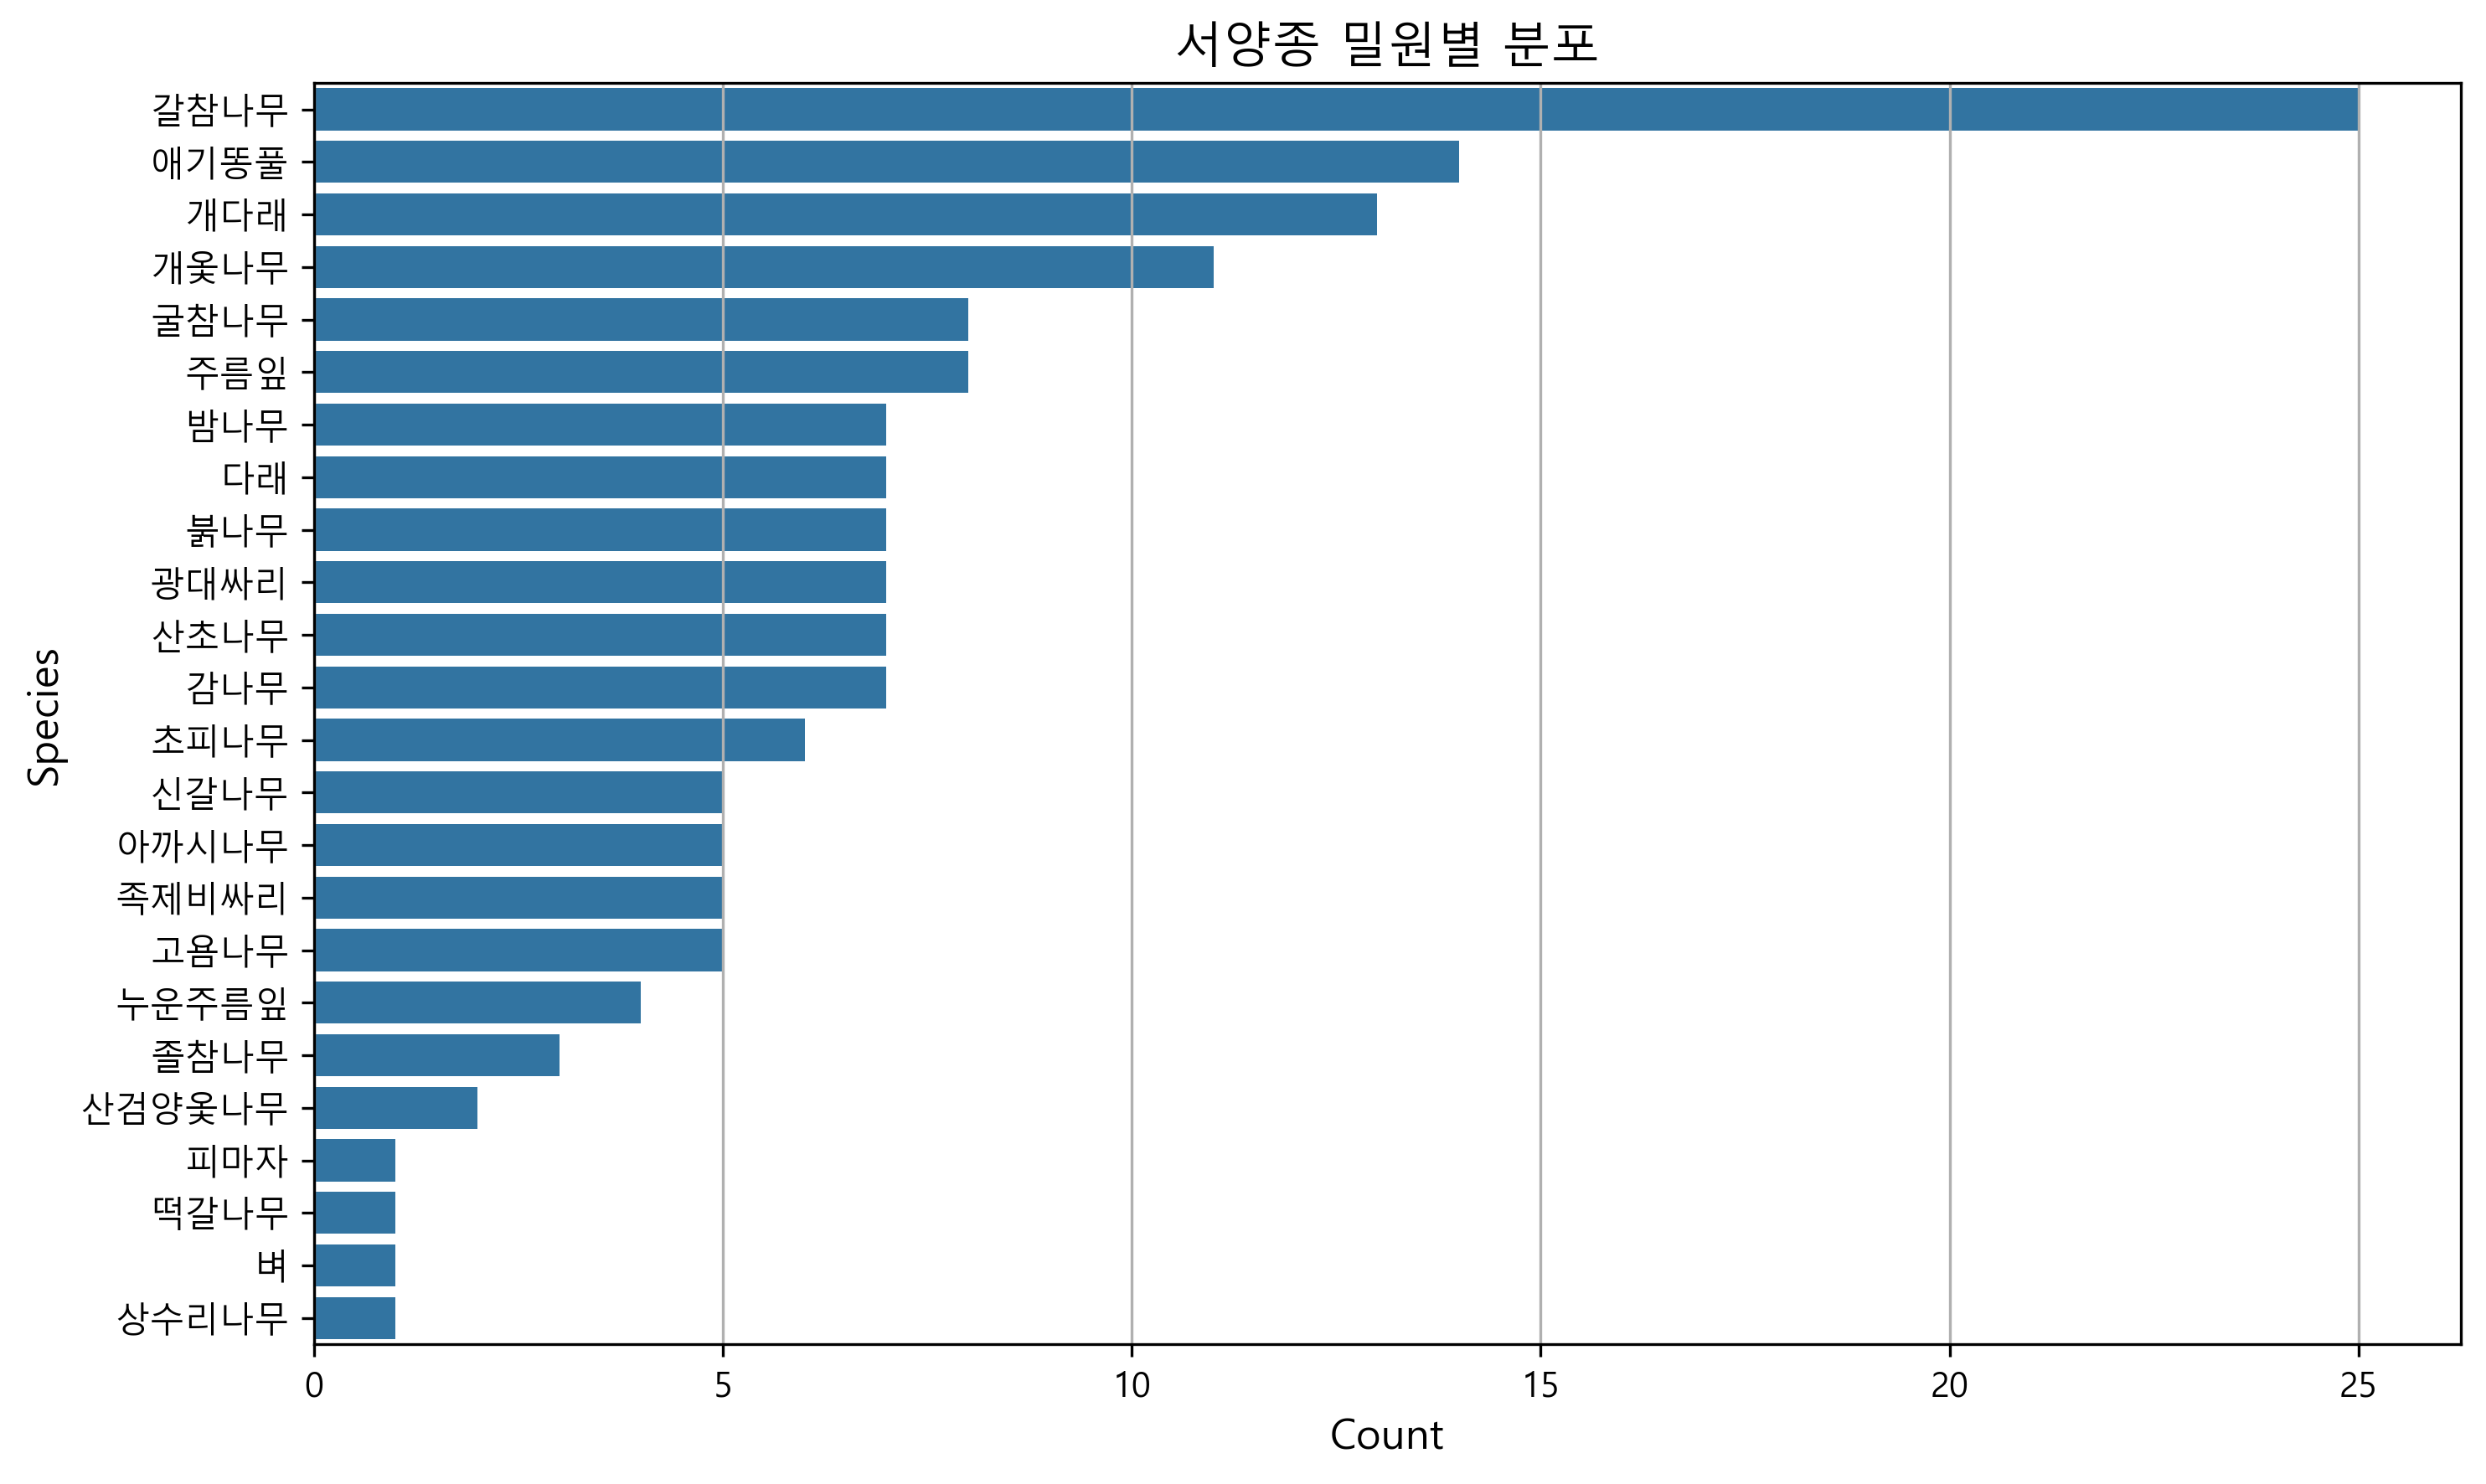 서양종 밀원별 분포
갈참나무
애기똥풀
개다래
개옻나무
굴참나무
주름잎
밤나무
다래
붉나무
광대싸리
산초나무
감나무
초피나무
신갈나무
아까시나무
족제비싸리
고욤나무
누운주름잎
졸참나무
산검양옻나무
피마자
떡갈나무
벼
상수리나무
Species
0 5 10 15 20 25
Count